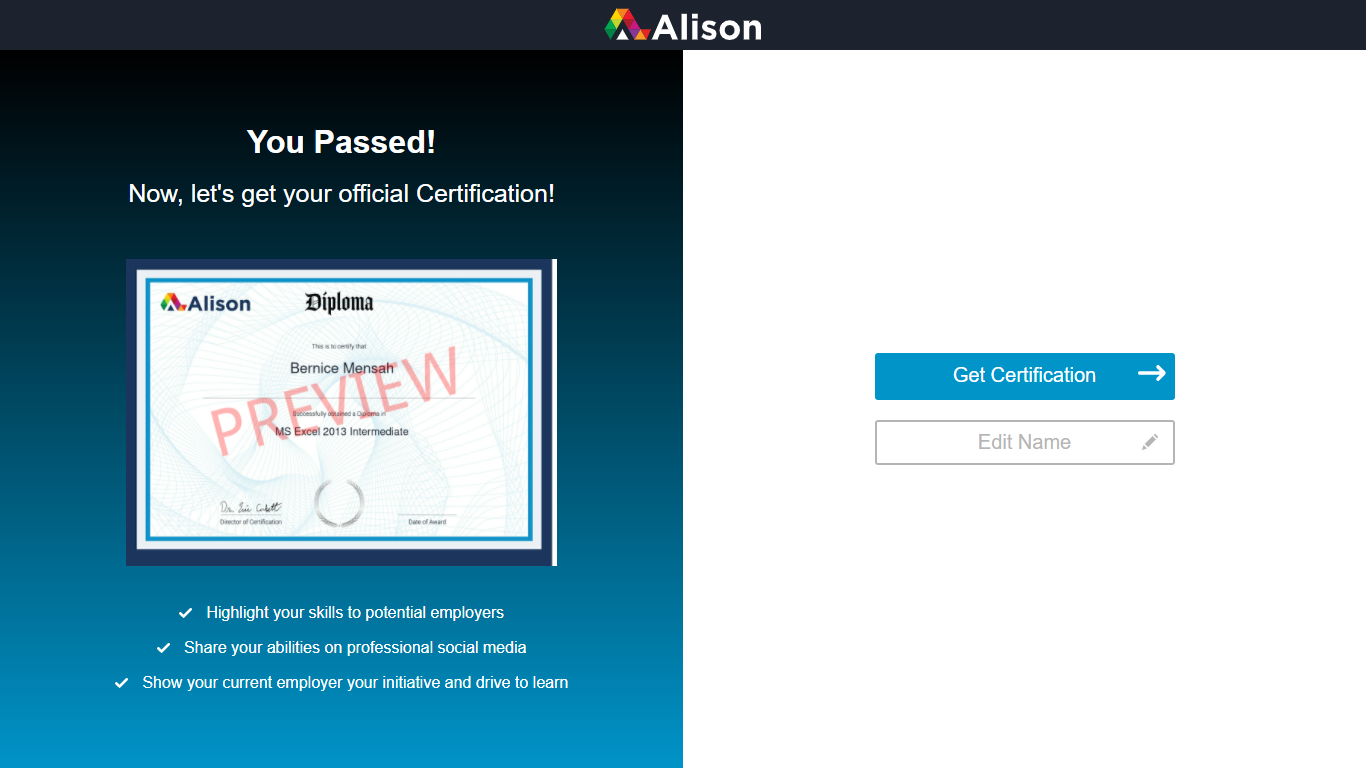 Alison
You Passed!
Now, let's get your official Certification!
Alison
Diploma
This is to certify that
Bernice Mensah
PREVIEW
Successfully obtained a Diploma in
MS Excel 2013 Intermediate
Director of Certification
Date of Award
Highlight your skills to potential employers
Share your abilities on professional social media
Show your current employer your initiative and drive to learn
Get Certification
Edit Name